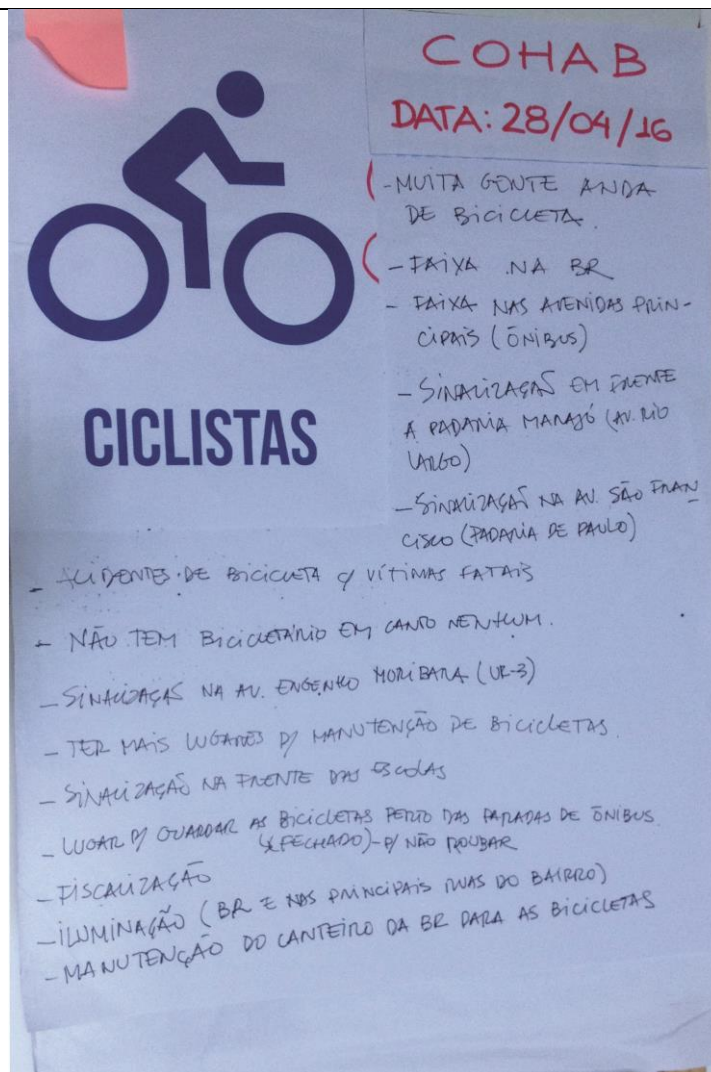 COHAB
DATA: 28/04/16
- MUITA GENTE ANDA
DE BICICLETA.
- FAIXA NA BR
- FAIXA NAS AVENIDAS PRIN-
CIPAIS (ÔNIBUS)
- SINALIZAÇÃO EM FRENTE
A PADARIA MARAJÓ (AV. RIO
LARGO)
- SINALIZAÇÃO NA AV. SÃO FRAN
CISCO (PADARIA DE PAULO)
CICLISTAS
- ACIDENTES DE BICICLETA C/ VÍTIMAS FATAIS
- NÃO TEM BICICLETÁRIO EM CANTO NENHUM.
- SINALIZAÇÃO NA AV. ENGENHO MORIBARA (UR-3)
- TER MAIS LUGARES P/ MANUTENÇÃO DE BICICLETAS.
- SINALIZAÇÃO NA FRENTE DAS ESCOLAS
- LUGAR P/ GUARDAR AS BICICLETAS PERTO DAS PARADAS DE ÔNIBUS.
(FECHADO) - P/ NÃO ROUBAR
- FISCALIZAÇÃO
- ILUMINAÇÃO (BR E NAS PRINCIPAIS RUAS DO BAIRRO)
- MANUTENÇÃO DO CANTEIRO DA BR PARA AS BICICLETAS